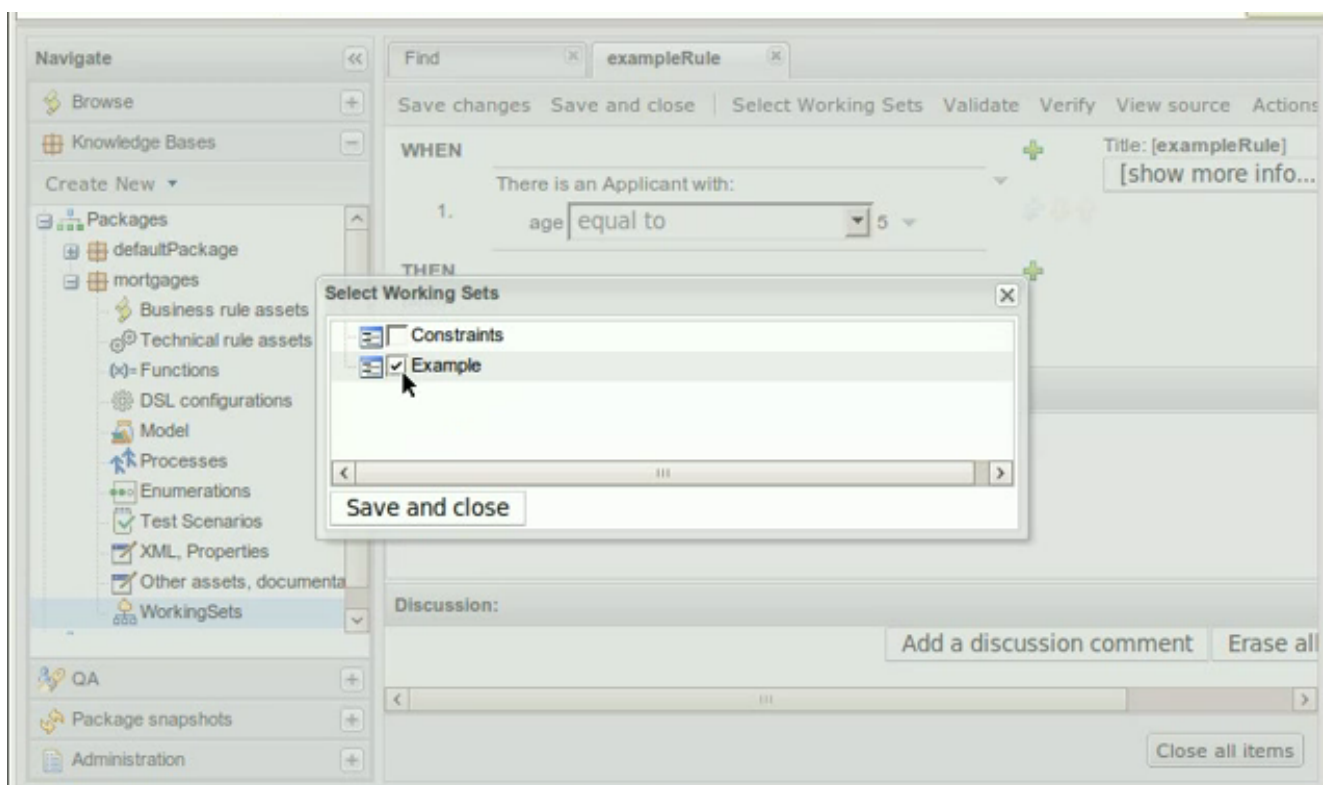 Navigate
Browse
Knowledge Bases
Create New
Packages
defaultPackage
mortgages
Business rule assets
Technical rule assets
(x)= Functions
DSL configurations
Model
Processes
Enumerations
Test Scenarios
XML, Properties
Other assets, documenta
WorkingSets
QA
Package snapshots
Administration
Find exampleRule
Save changes Save and close Select Working Sets Validate Verify View source Actions
WHEN
Title: [exampleRule]
[show more info...
There is an Applicant with:
1.
age equal to 5
THEN
Select Working Sets
Constraints
Example
Save and close
Discussion:
Add a discussion comment Erase all
Close all items